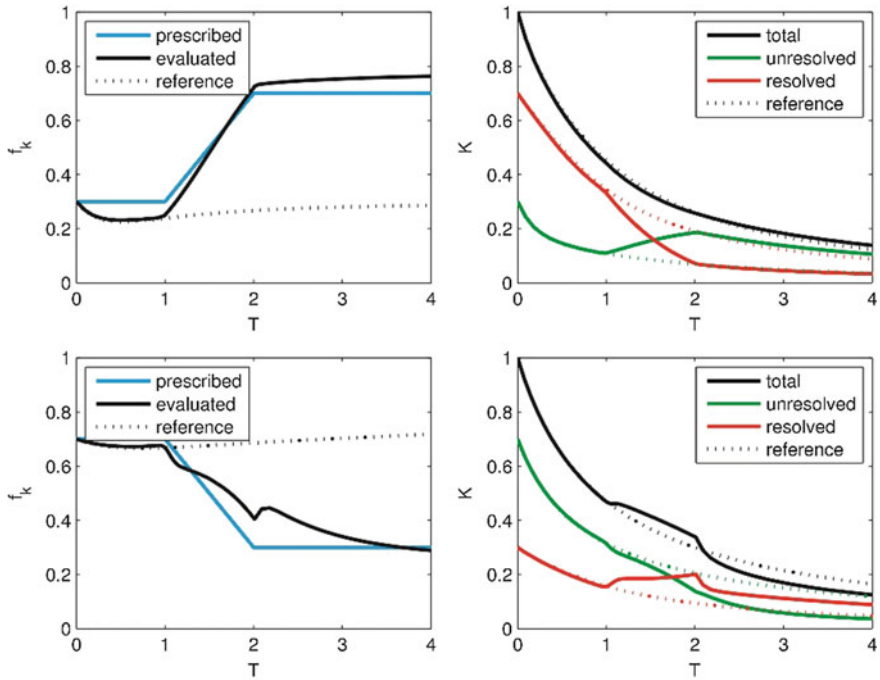 1
0.8
0.6
0.4
0.2
0
f_k
0 1 2 3 4
T
prescribed
evaluated
reference
1
0.8
0.6
0.4
0.2
0
K
0 1 2 3 4
T
total
unresolved
resolved
reference
1
0.8
0.6
0.4
0.2
0
f_k
0 1 2 3 4
T
prescribed
evaluated
reference
1
0.8
0.6
0.4
0.2
0
K
0 1 2 3 4
T
total
unresolved
resolved
reference